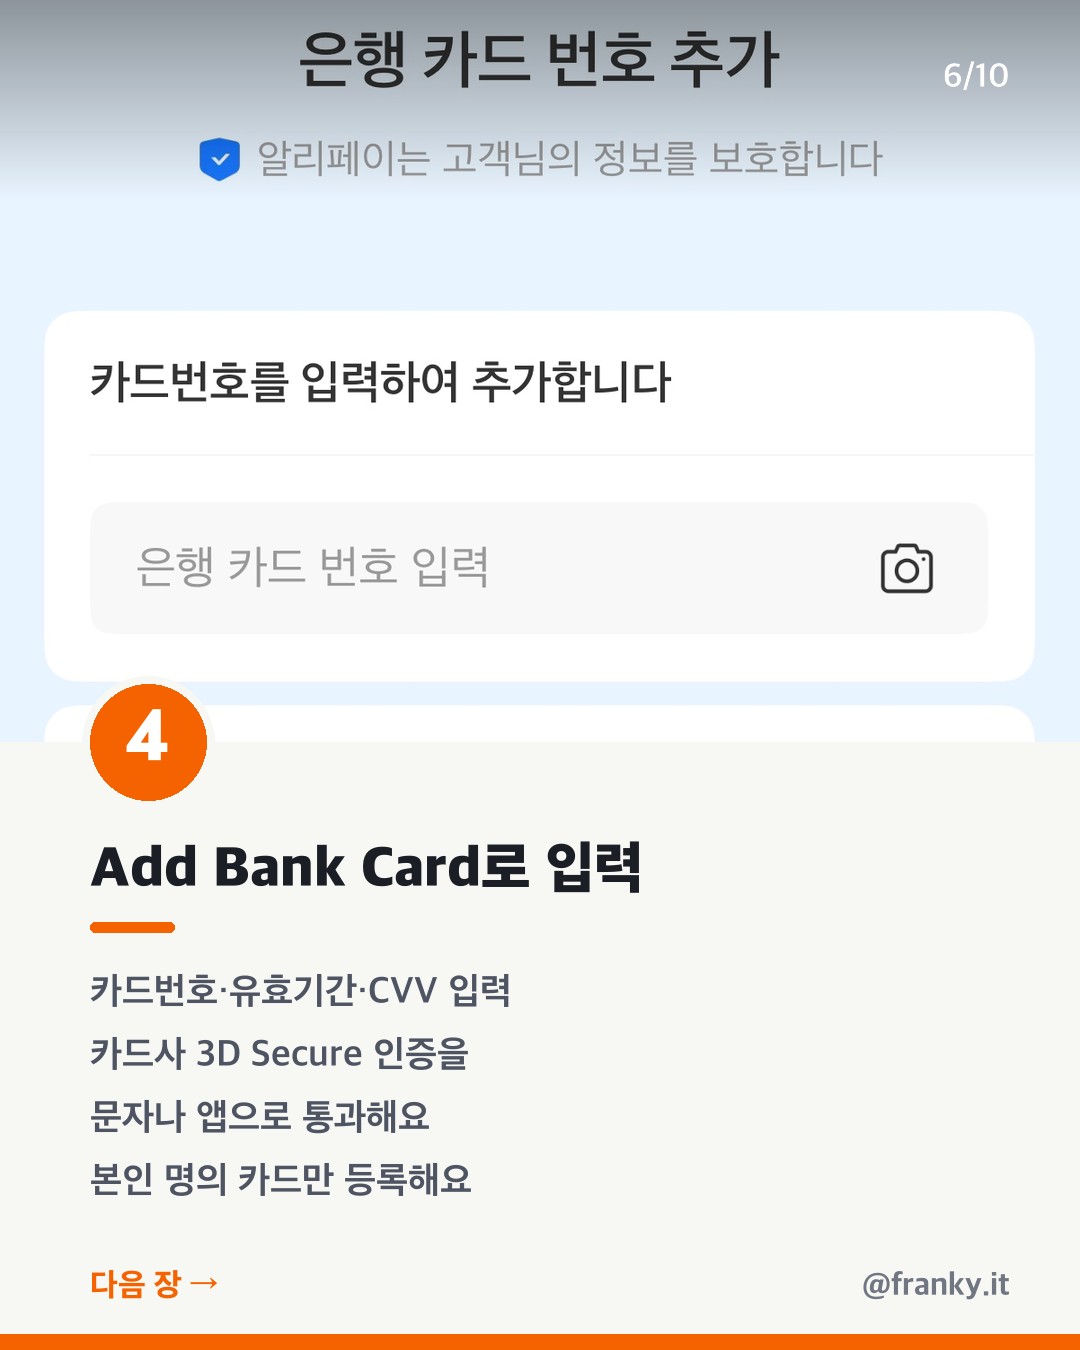 은행 카드 번호 추가
6/10
알리페이는 고객님의 정보를 보호합니다
카드번호를 입력하여 추가합니다
은행 카드 번호 입력
4
Add Bank Card로 입력
카드번호·유효기간·CVV 입력
카드사 3D Secure 인증을
문자나 앱으로 통과해요
본인 명의 카드만 등록해요
다음 장 →
@franky.it